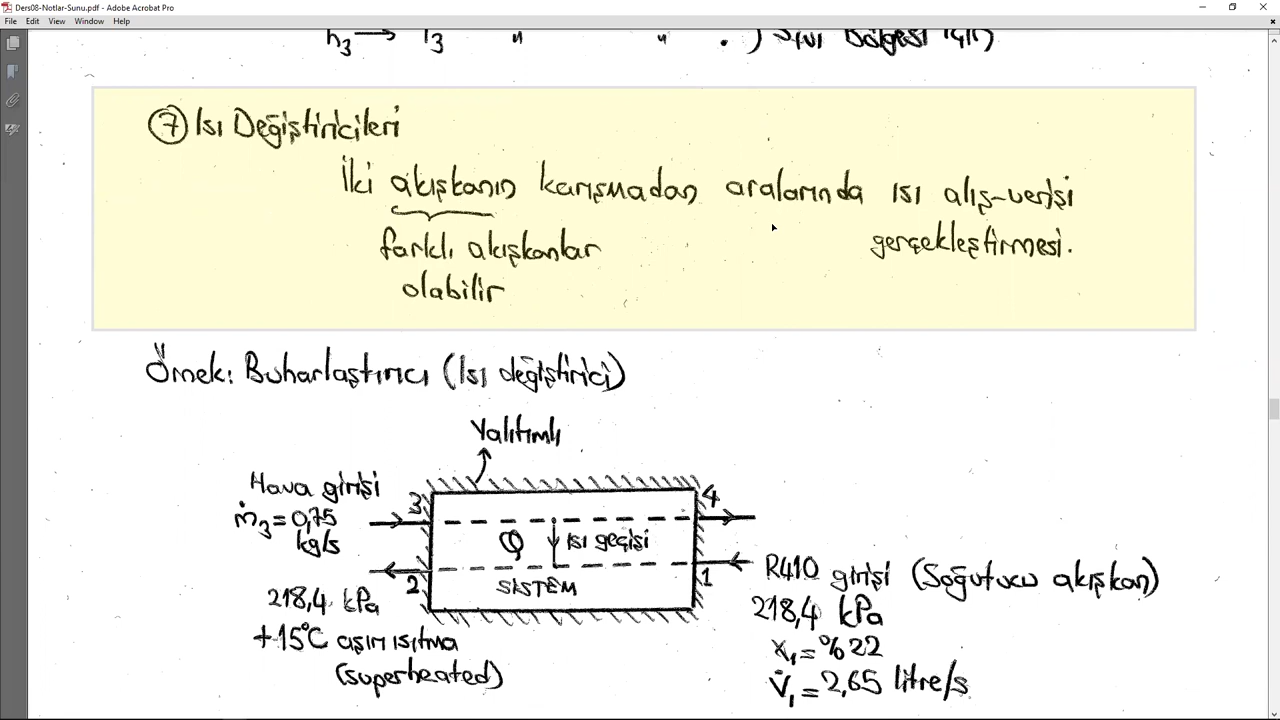 Ders08-Notlar-Sunu.pdf - Adobe Acrobat Pro
File Edit View Window Help
h3 → T3 " " .
7 Isı Değiştiricileri
İki akışkanın karışmadan aralarında ısı alış-verişi
farklı akışkanlar gerçekleştirmesi.
olabilir
Örnek: Buharlaştırıcı (Isı değiştirici)
Yalıtımlı
Hava girişi 3 4
ṁ3 = 0,75
kg/s
Q Isı geçişi
2 SİSTEM 1 R410 girişi (Soğutucu akışkan)
218,4 kPa
+15°C aşırı ısıtma
(superheated)
218,4 kPa
x1 = %22
V̇1 = 2,65 litre/s